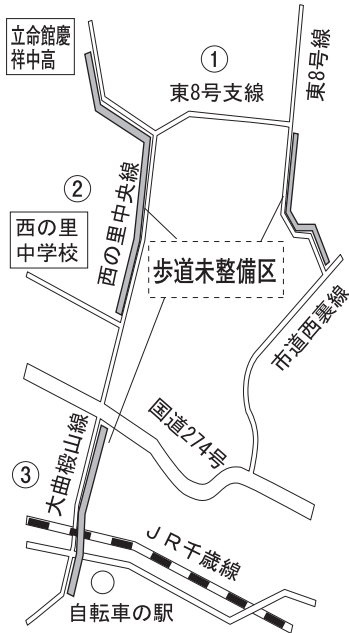 立命館慶
祥中高
①
東8号支線
東8号線
②
西の里
中学校
西の里中央線
歩道未整備区
市道西裏線
国道274号
③
大曲椴山線
JR千歳線
自転車の駅